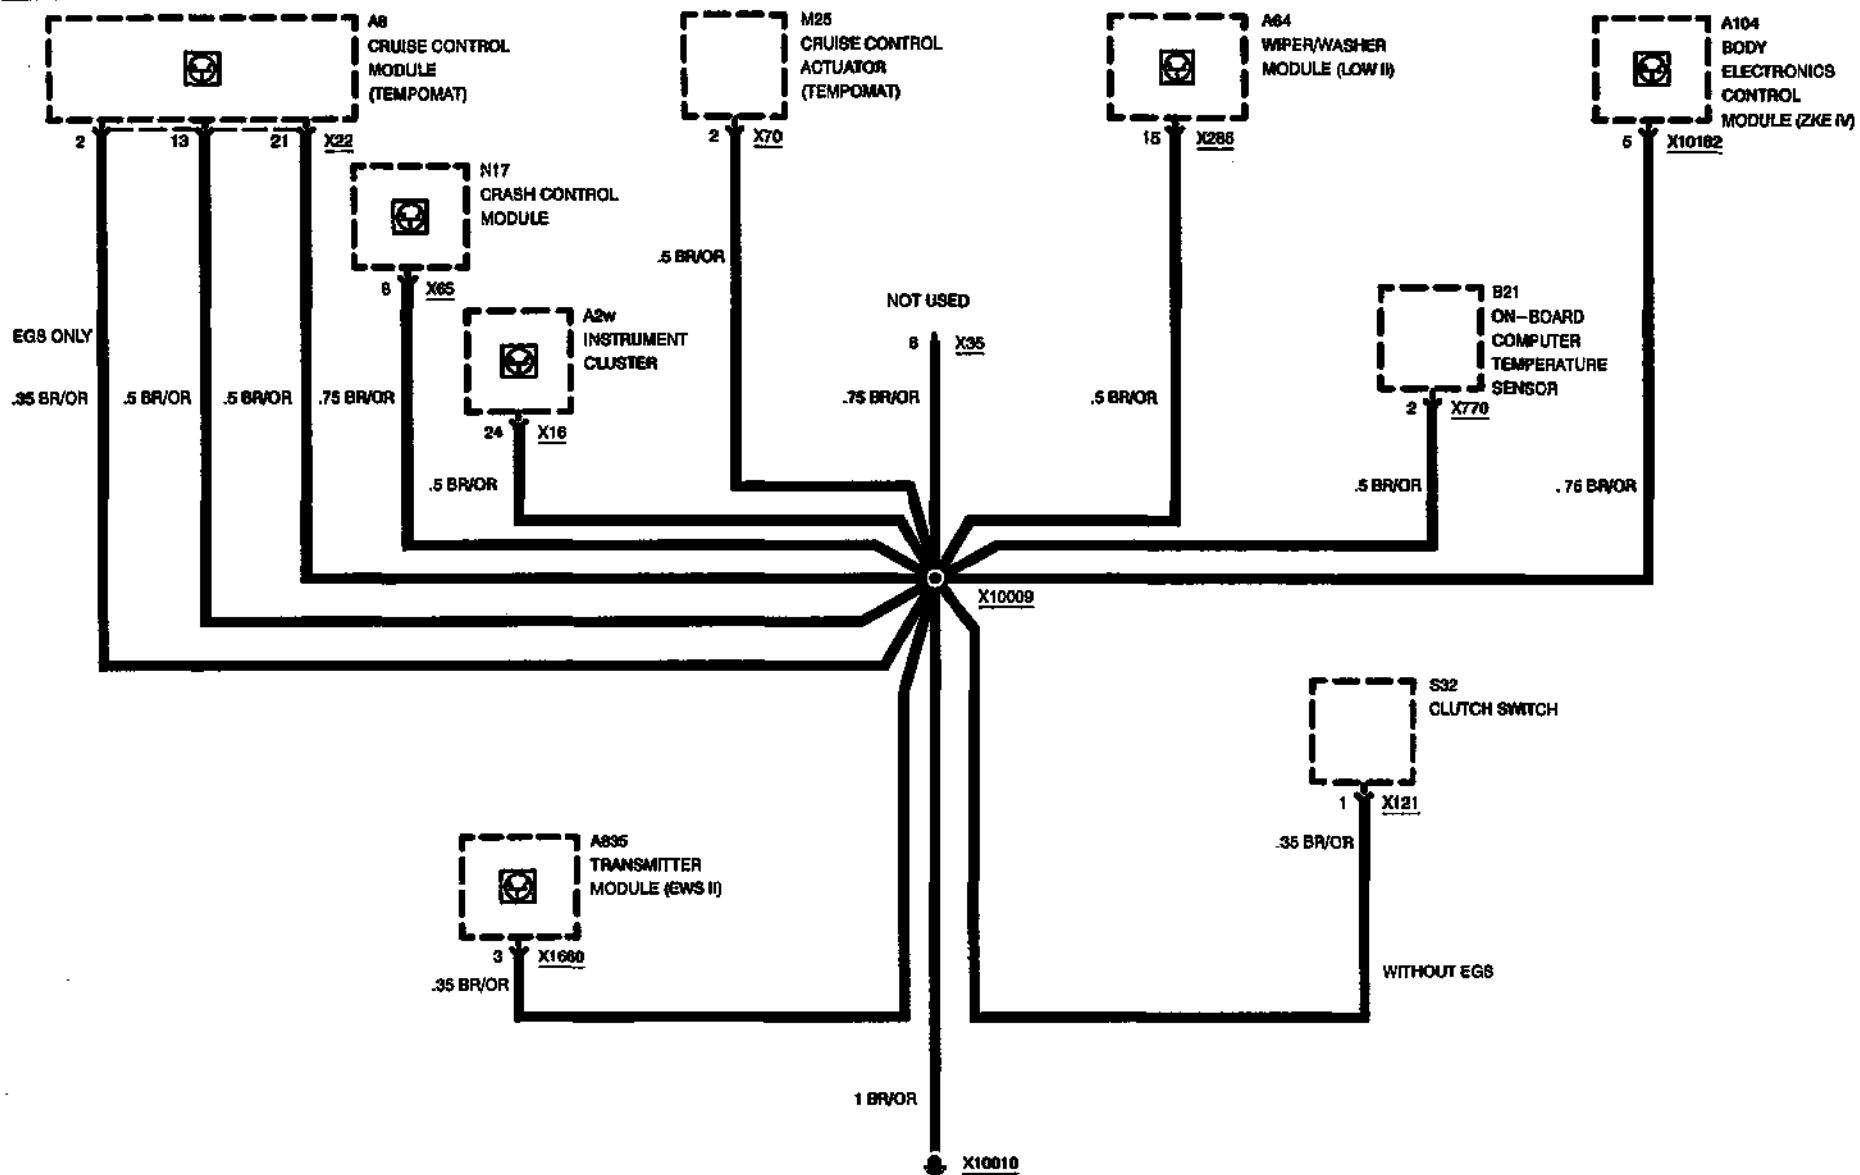 A8
CRUISE CONTROL
MODULE
(TEMPOMAT)
2
13
21
X22
M25
CRUISE CONTROL
ACTUATOR
(TEMPOMAT)
2
X70
A64
WIPER/WASHER
MODULE (LOW II)
15
X286
A104
BODY
ELECTRONICS
CONTROL
MODULE (ZKE IV)
X10182
N17
CRASH CONTROL
MODULE
X65
.5 BR/OR
A2w
INSTRUMENT
CLUSTER
24
X16
NOT USED
X35
B21
ON-BOARD
COMPUTER
TEMPERATURE
SENSOR
2
X770
EGS ONLY
.35 BR/OR
.5 BR/OR
.5 BR/OR
.75 BR/OR
.75 BR/OR
.5 BR/OR
.5 BR/OR
.5 BR/OR
.75 BR/OR
X10009
S32
CLUTCH SWITCH
1
X121
.35 BR/OR
A835
TRANSMITTER
MODULE (EWS II)
3
X1660
.35 BR/OR
WITHOUT EGS
1 BR/OR
X10010